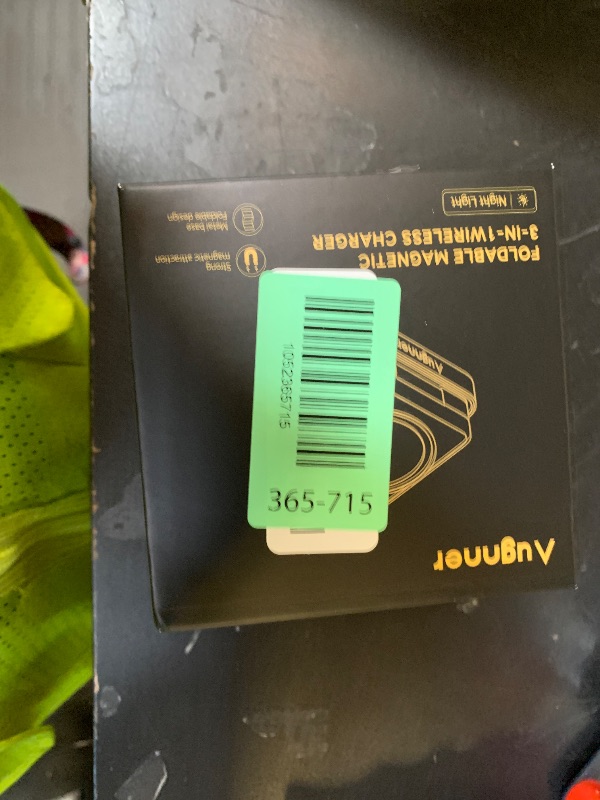 Augnner
Augnner
FOLDABLE MAGNETIC
3-IN-1 WIRELESS CHARGER
Night Light
Strong
magnetic attraction
Metal base
Foldable design
1052365715
365-715